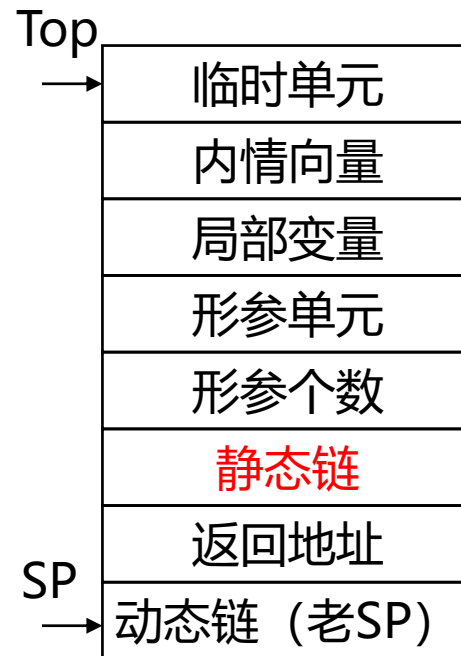 Top
临时单元
内情向量
局部变量
形参单元
形参个数
静态链
返回地址
SP
动态链（老SP）